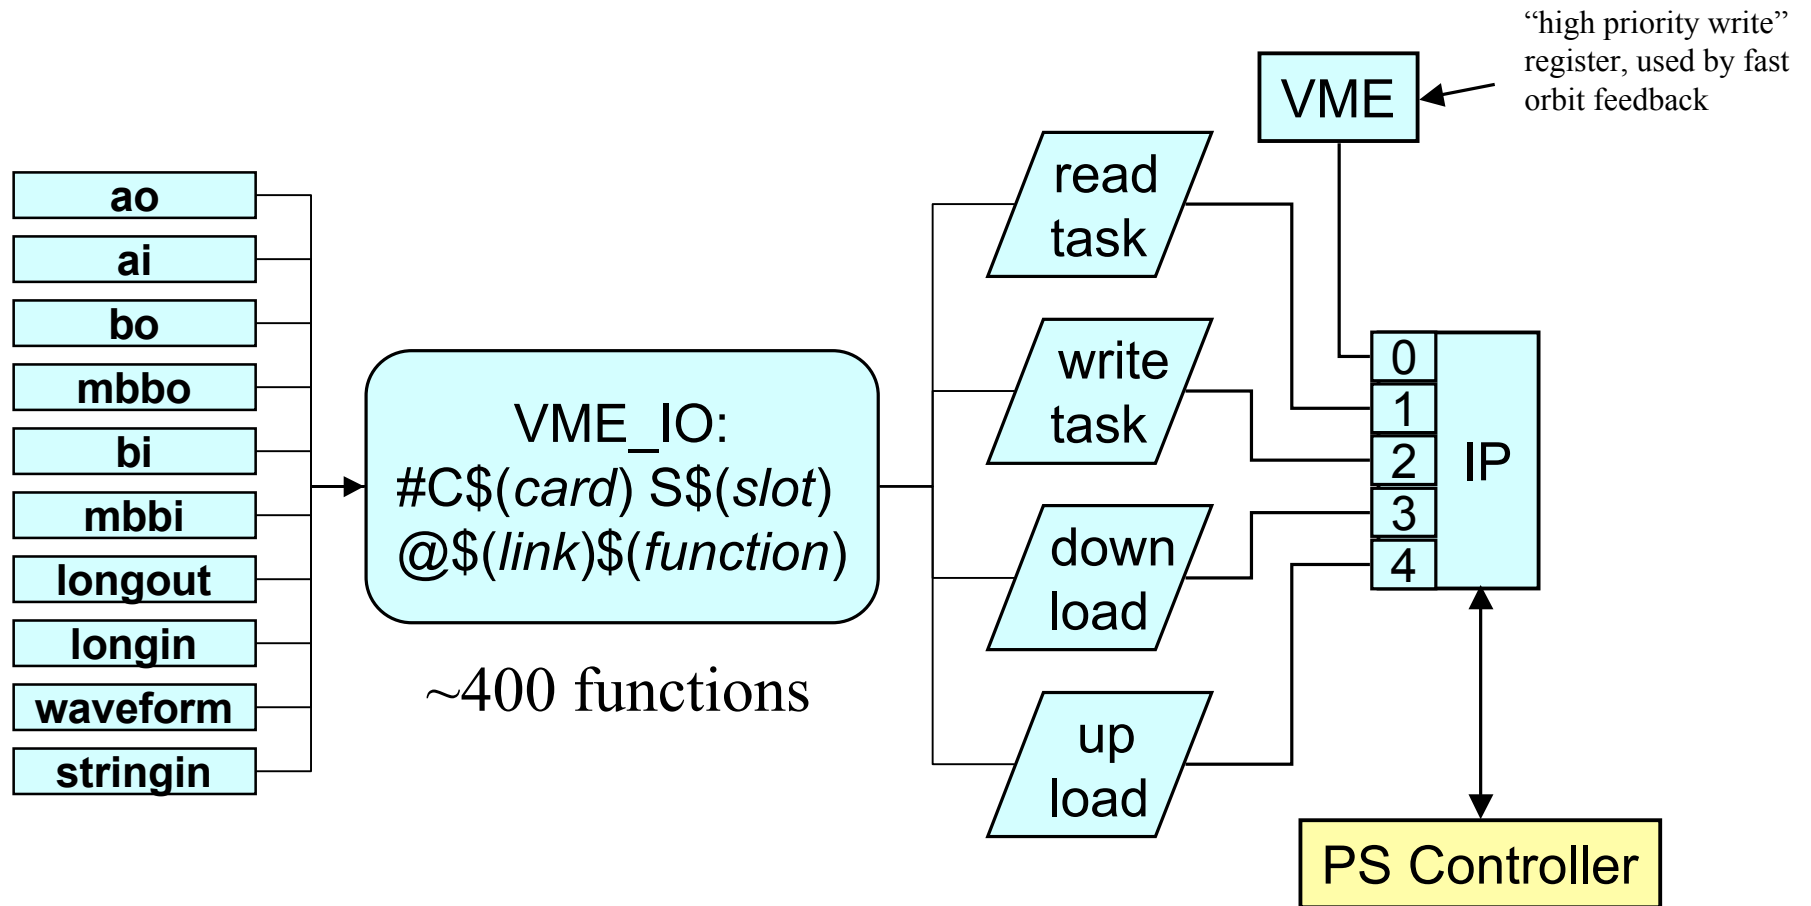 “high priority write”
register, used by fast
orbit feedback
VME
ao
ai
bo
mbbo
bi
mbbi
longout
longin
waveform
stringin
VME_IO:
#C$(card) S$(slot)
@$(link)$(function)
~400 functions
read
task
write
task
down
load
up
load
0
1
2
3
4
IP
PS Controller